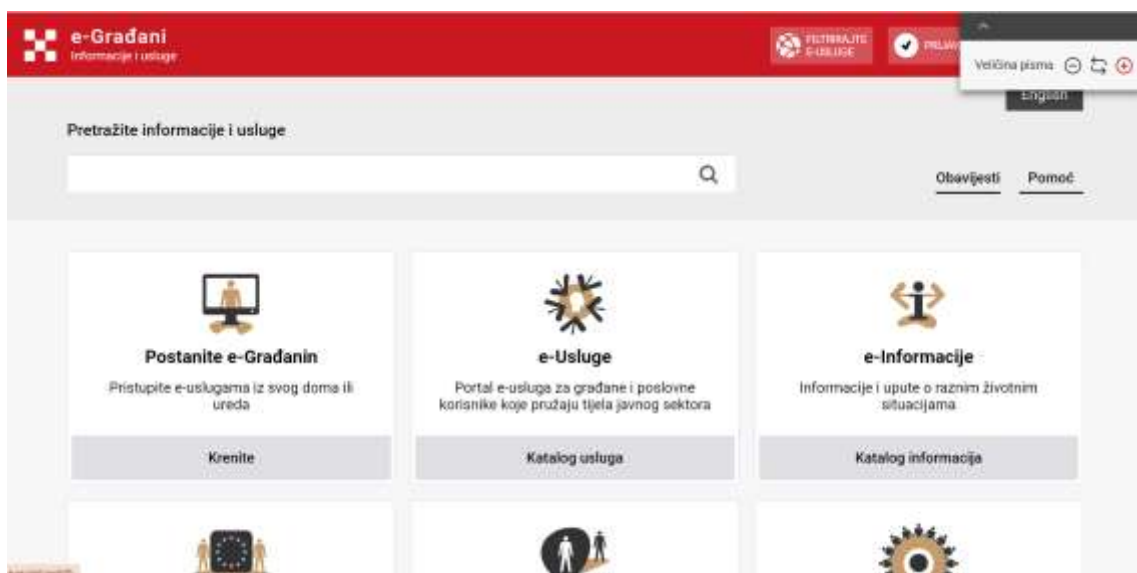 e-Građani
Informacije i usluge
FILTRIRAJTE
E-USLUGE
Veličina pisma
English
Pretražite informacije i usluge
Obavijesti
Pomoć
Postanite e-Građanin
Pristupite e-uslugama iz svog doma ili
ureda
Krenite
e-Usluge
Portal e-usluga za građane i poslovne
korisnike koje pružaju tijela javnog sektora
Katalog usluga
e-Informacije
Informacije i upute o raznim životnim
situacijama
Katalog informacija